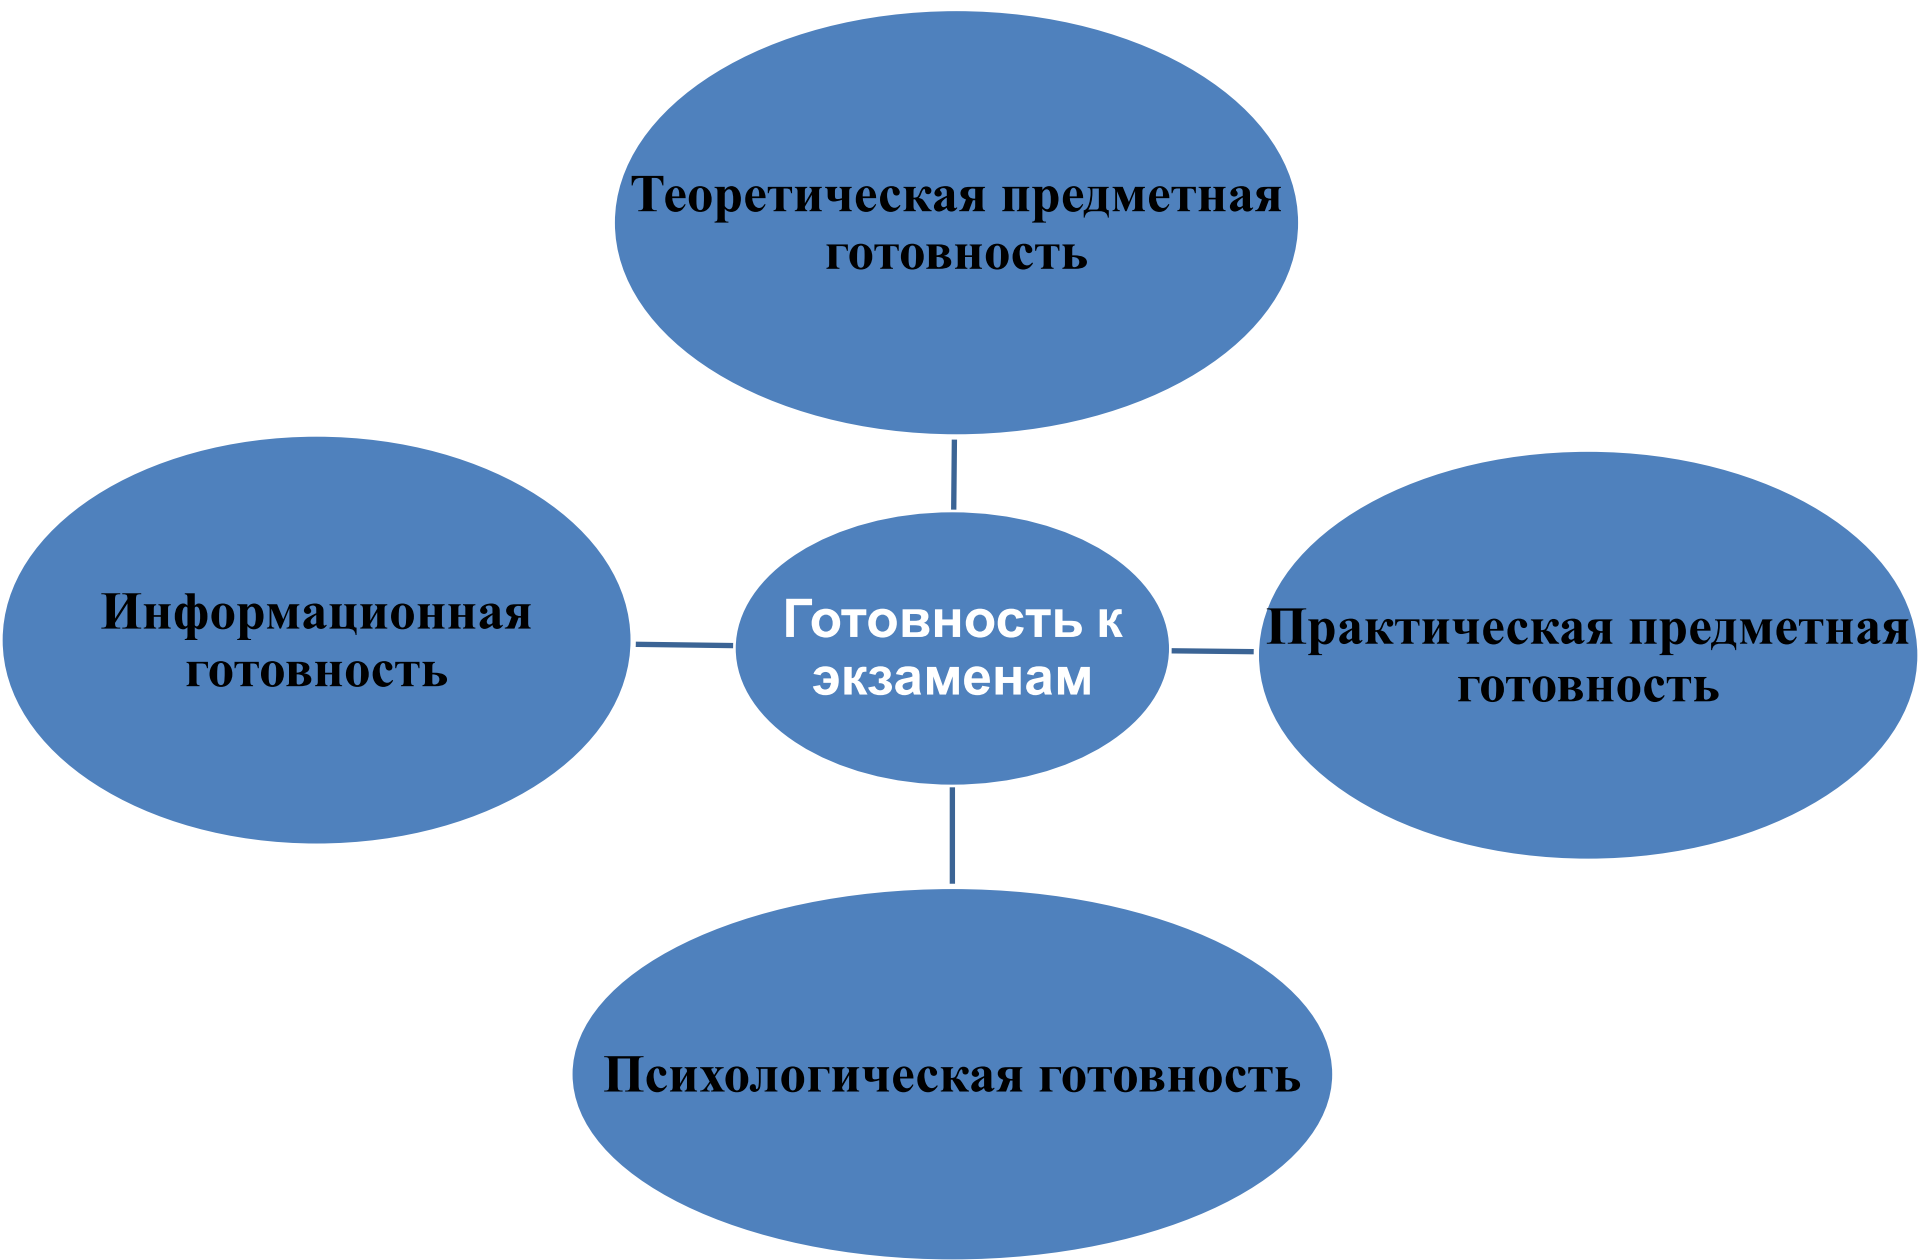 Теоретическая предметная
готовность
Информационная
готовность
Готовность к
экзаменам
Практическая предметная
готовность
Психологическая готовность